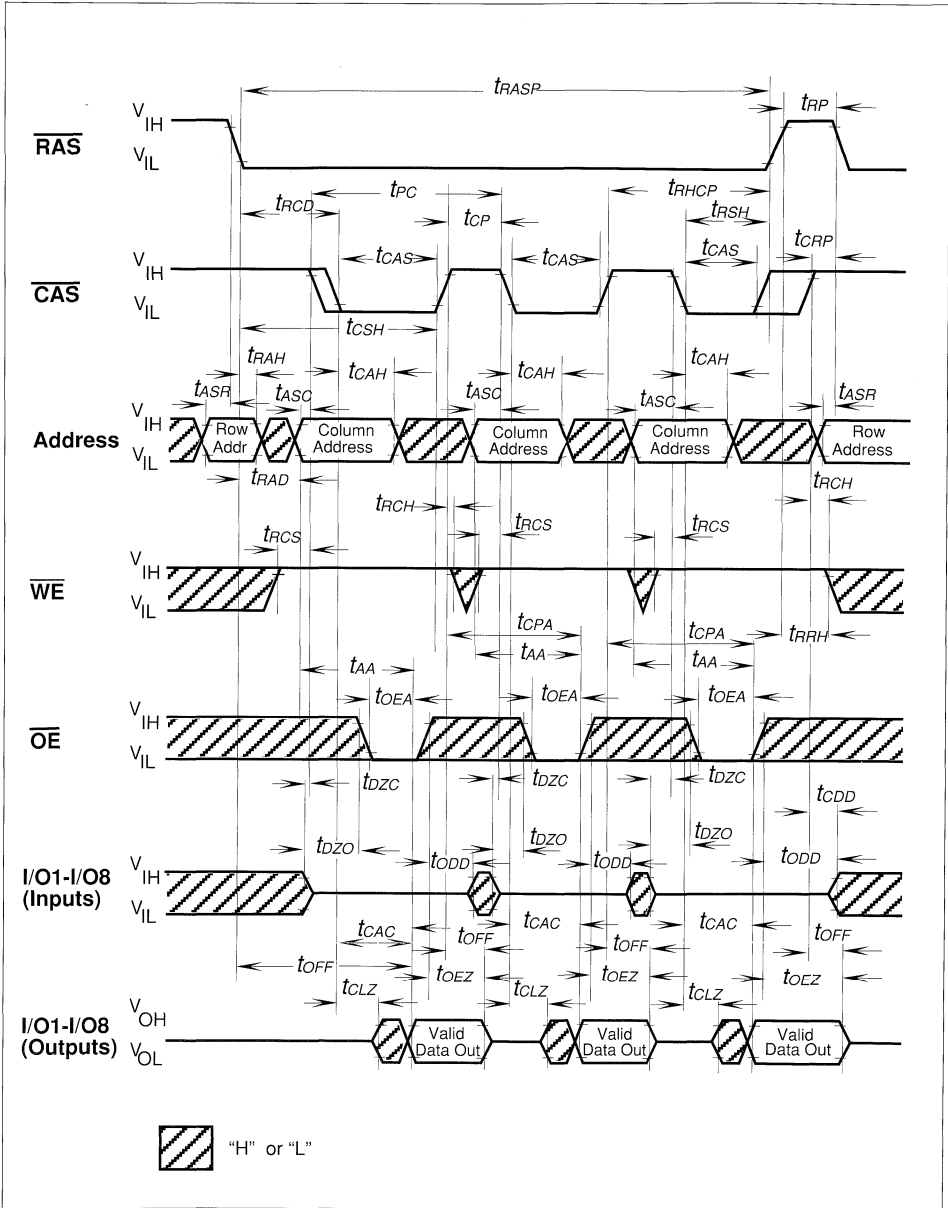 tRASP
tRP
VIH
RAS
VIL
tPC
tRHCP
tRCD
tCP
tRSH
tCAS
tCAS
tCAS
tCRP
VIH
CAS
VIL
tCSH
tRAH
tCAH
tCAH
tCAH
tASR
tASC
tASC
tASC
tASR
VIH
Address
VIL
Row Addr
Column Address
Column Address
Column Address
Row Address
tRAD
tRCH
tRCH
tRCS
tRCS
tRCS
VIH
WE
VIL
tCPA
tCPA
tRRH
tAA
tAA
tAA
tOEA
tOEA
tOEA
VIH
OE
VIL
tDZC
tDZC
tDZC
tCDD
tDZO
tDZO
tDZO
tODD
tODD
tODD
VIH
I/O1-I/O8
(Inputs)
VIL
tCAC
tCAC
tCAC
tOFF
tOFF
tOFF
tOFF
tOEZ
tOEZ
tOEZ
tCLZ
tCLZ
tCLZ
VOH
I/O1-I/O8
(Outputs)
VOL
Valid Data Out
Valid Data Out
Valid Data Out
"H" or "L"